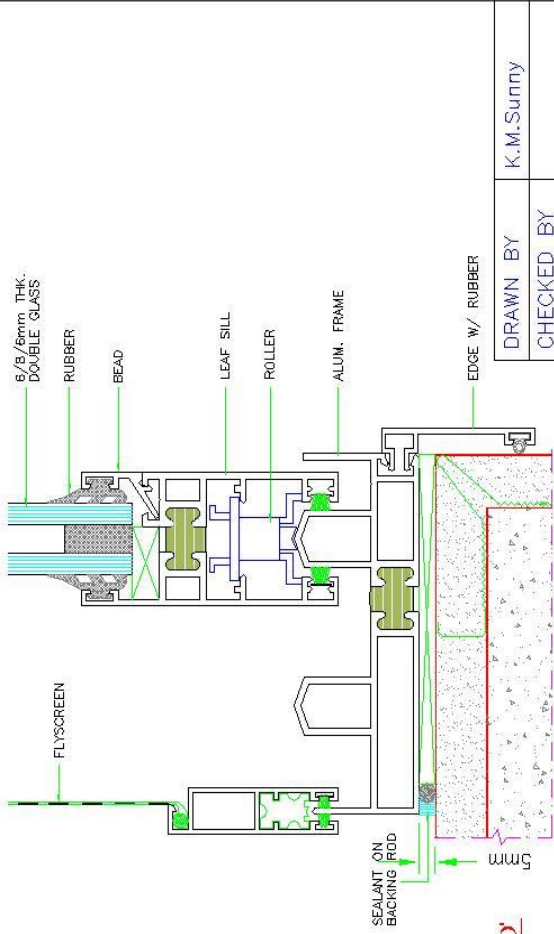 6/8/6mm THK.
DOUBLE GLASS
RUBBER
BEAD
FLYSCREEN
LEAF SILL
ROLLER
ALUM. FRAME
SEALANT ON
BACKING ROD
EDGE W/ RUBBER
5mm
DRAWN BY
K.M.Sunny
CHECKED BY